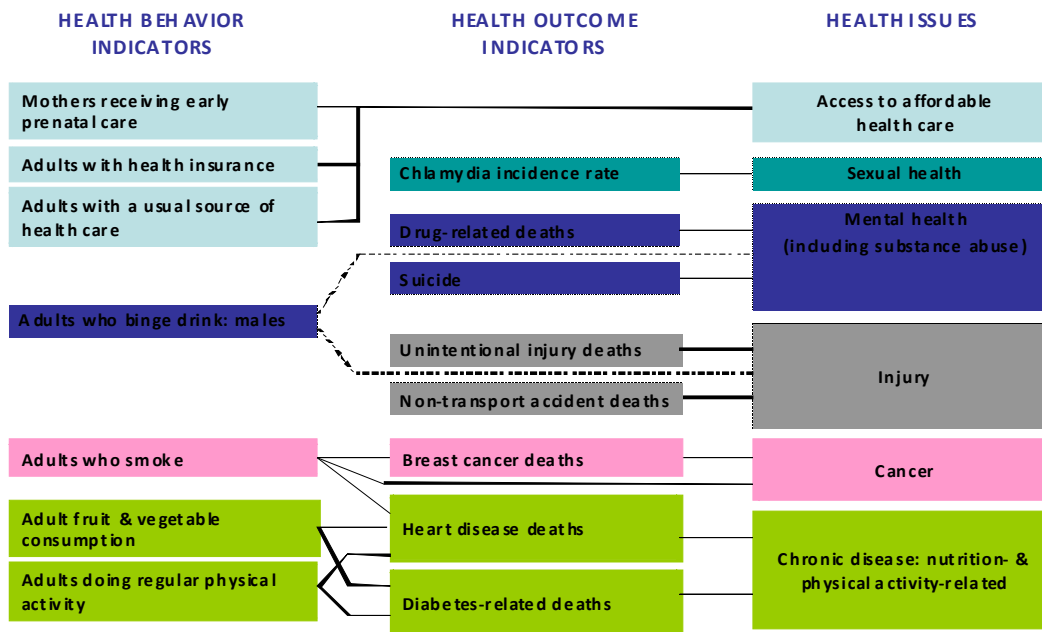 HEALTH BEHAVIOR
INDICATORS
HEALTH OUTCOME
INDICATORS
HEALTH ISSUES
Mothers receiving early
prenatal care
Adults with health insurance
Adults with a usual source of
health care
Adults who binge drink: males
Adults who smoke
Adult fruit & vegetable
consumption
Adults doing regular physical
activity
Chlamydia incidence rate
Drug-related deaths
Suicide
Unintentional injury deaths
Non-transport accident deaths
Breast cancer deaths
Heart disease deaths
Diabetes-related deaths
Access to affordable
health care
Sexual health
Mental health
(including substance abuse)
Injury
Cancer
Chronic disease: nutrition- &
physical activity-related